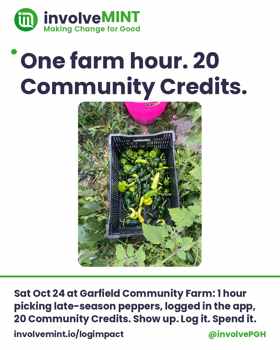 involveMINT
Making Change for Good
One farm hour. 20
Community Credits.
Sat Oct 24 at Garfield Community Farm: 1 hour
picking late-season peppers, logged in the app,
20 Community Credits. Show up. Log it. Spend it.
involvemint.io/logimpact
@involvePGH